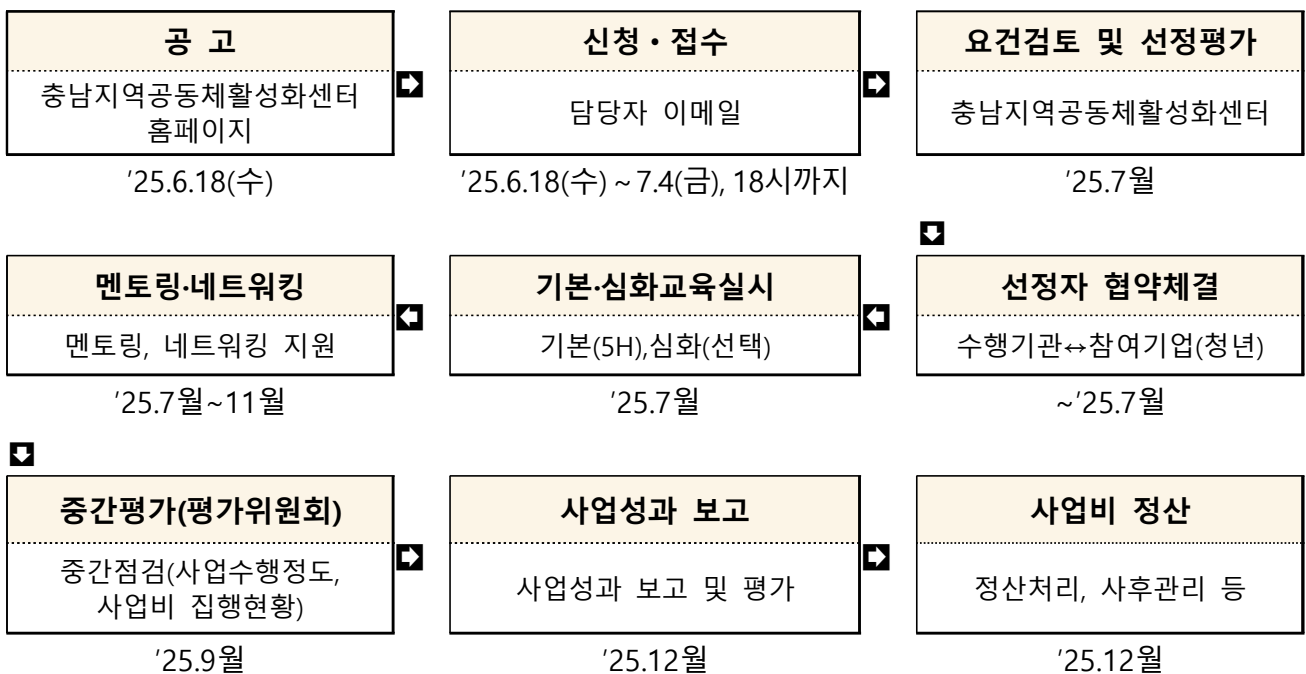 공 고
충남지역공동체활성화센터
홈페이지
'25.6.18(수)
신청・접수
담당자 이메일
'25.6.18(수) ~ 7.4(금), 18시까지
요건검토 및 선정평가
충남지역공동체활성화센터
'25.7월
선정자 협약체결
수행기관↔참여기업(청년)
~'25.7월
기본·심화교육실시
기본(5H),심화(선택)
'25.7월
멘토링·네트워킹
멘토링, 네트워킹 지원
'25.7월~11월
중간평가(평가위원회)
중간점검(사업수행정도,
사업비 집행현황)
'25.9월
사업성과 보고
사업성과 보고 및 평가
'25.12월
사업비 정산
정산처리, 사후관리 등
'25.12월